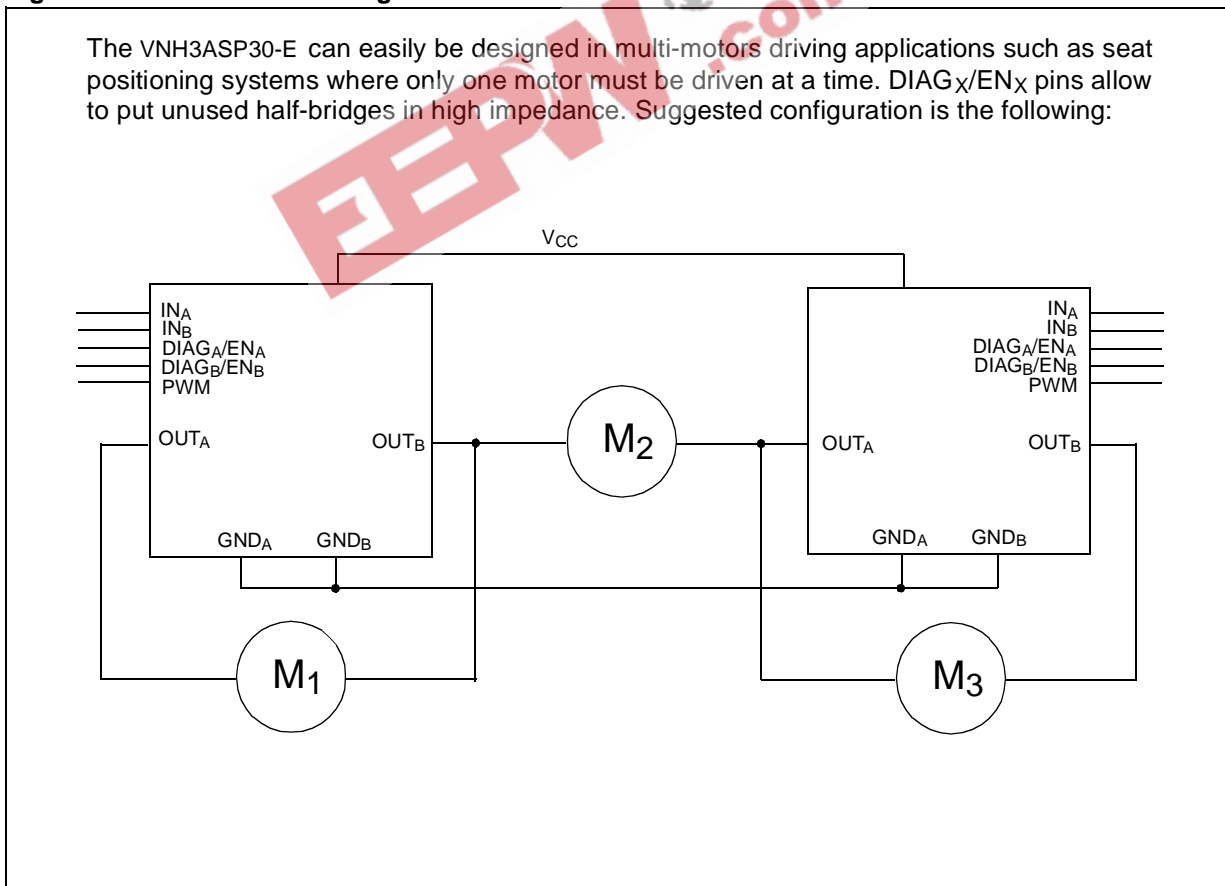 The VNH3ASP30-E can easily be designed in multi-motors driving applications such as seat
positioning systems where only one motor must be driven at a time. DIAGX/ENX pins allow
to put unused half-bridges in high impedance. Suggested configuration is the following:
EEPW
.com
VCC
INA
INB
DIAGA/ENA
DIAGB/ENB
PWM
OUTA
OUTB
GNDA
GNDB
M1
M2
INA
INB
DIAGA/ENA
DIAGB/ENB
PWM
OUTA
OUTB
GNDA
GNDB
M3